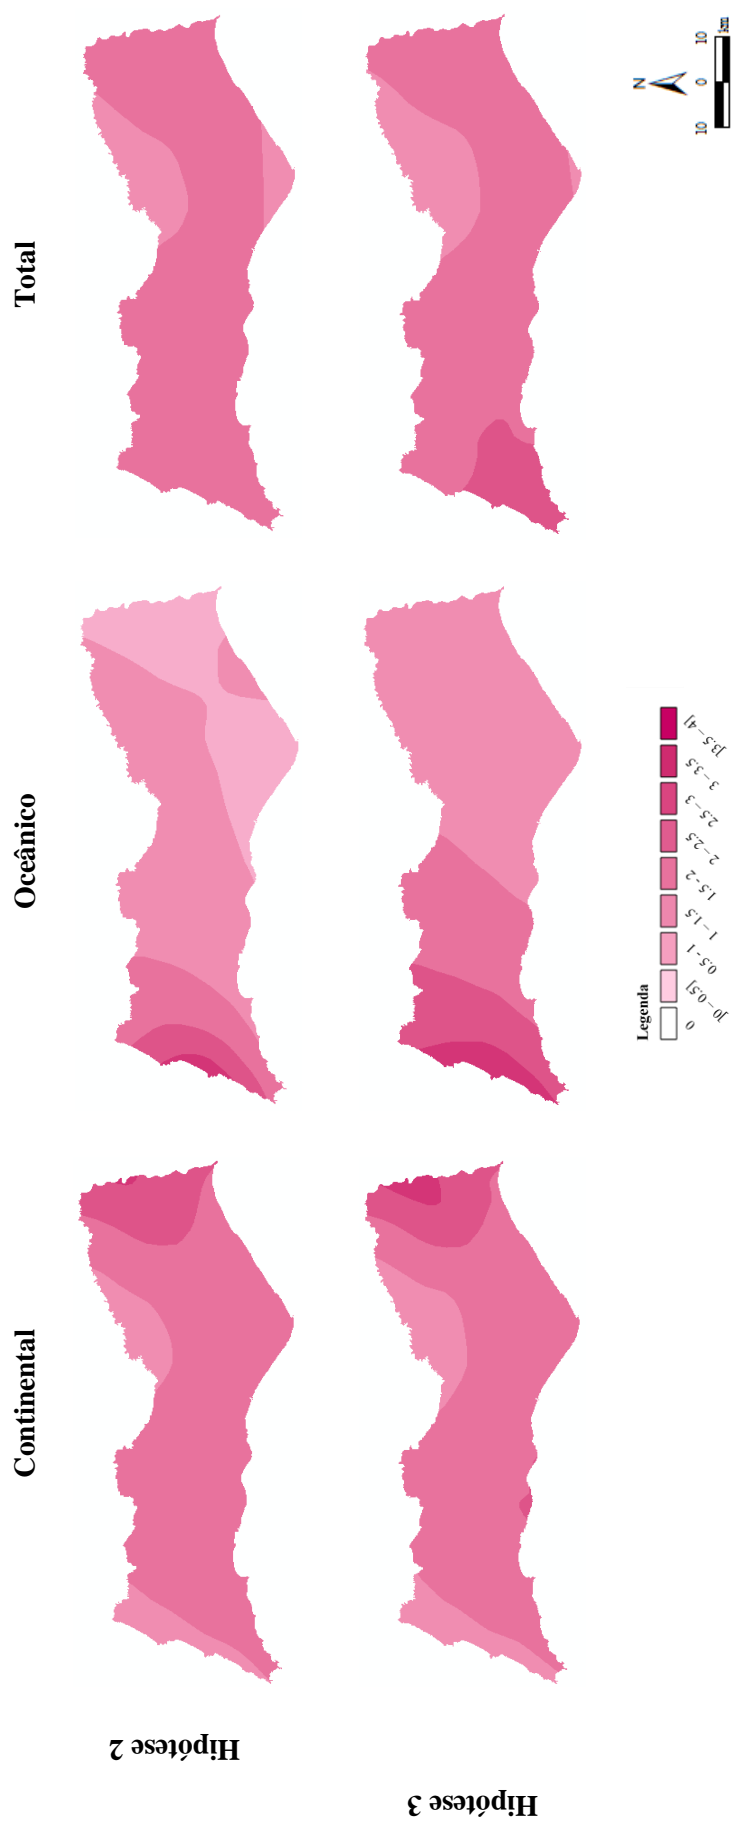 Continental
Oceânico
Total
Hipótese 2
Hipótese 3
Legenda
0
]0 – 0.5]
0.5 - 1
1 – 1.5
1.5 - 2
2 – 2.5
2.5 – 3
3 – 3.5
]3.5 – 4]
N
10
0
10
km